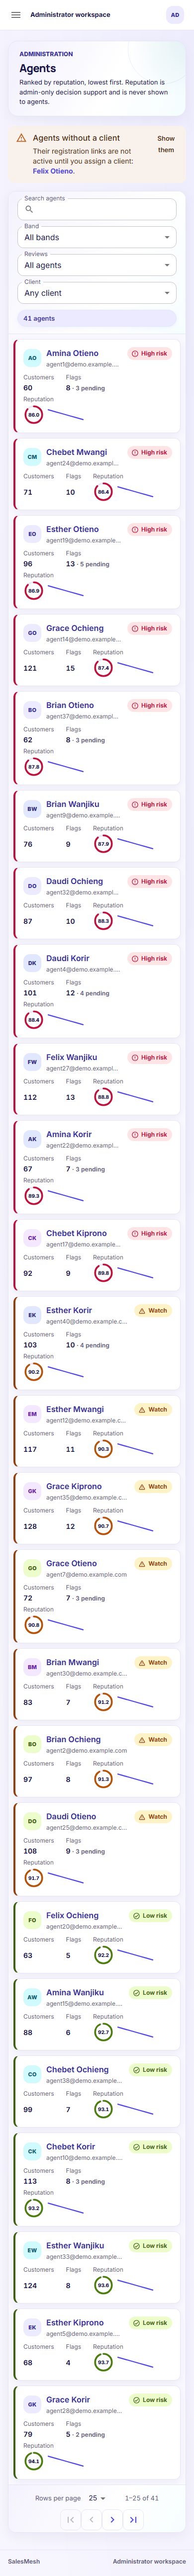 Administrator workspace
AD
ADMINISTRATION
Agents
Ranked by reputation, lowest first. Reputation is
admin-only decision support and is never shown
to agents.
Agents without a client
Their registration links are not
active until you assign a client:
Felix Otieno.
Show
them
Search agents
Band
All bands
Reviews
All agents
Client
Any client
41 agents
AO
Amina Otieno
agent1@demo.example....
High risk
Customers Flags
60 8 · 3 pending
Reputation
86.0
CM
Chebet Mwangi
agent24@demo.exampl...
High risk
Customers Flags Reputation
71 10 86.4
EO
Esther Otieno
agent19@demo.example...
High risk
Customers Flags
96 13 · 5 pending
Reputation
86.9
GO
Grace Ochieng
agent14@demo.example...
High risk
Customers Flags Reputation
121 15 87.4
BO
Brian Otieno
agent37@demo.exampl...
High risk
Customers Flags
62 8 · 3 pending
Reputation
87.8
BW
Brian Wanjiku
agent9@demo.example....
High risk
Customers Flags Reputation
76 9 87.9
DO
Daudi Ochieng
agent32@demo.exampl...
High risk
Customers Flags Reputation
87 10 88.3
DK
Daudi Korir
agent4@demo.example....
High risk
Customers Flags
101 12 · 4 pending
Reputation
88.4
FW
Felix Wanjiku
agent27@demo.exampl...
High risk
Customers Flags Reputation
112 13 88.8
AK
Amina Korir
agent22@demo.exampl...
High risk
Customers Flags
67 7 · 3 pending
Reputation
89.3
CK
Chebet Kiprono
agent17@demo.example...
High risk
Customers Flags Reputation
92 9 89.8
EK
Esther Korir
agent40@demo.example.c...
Watch
Customers Flags
103 10 · 4 pending
Reputation
90.2
EM
Esther Mwangi
agent12@demo.example.c...
Watch
Customers Flags Reputation
117 11 90.3
GK
Grace Kiprono
agent35@demo.example.c...
Watch
Customers Flags Reputation
128 12 90.7
GO
Grace Otieno
agent7@demo.example.com
Watch
Customers Flags
72 7 · 3 pending
Reputation
90.8
BM
Brian Mwangi
agent30@demo.example.c...
Watch
Customers Flags Reputation
83 7 91.2
BO
Brian Ochieng
agent2@demo.example.com
Watch
Customers Flags Reputation
97 8 91.3
DO
Daudi Otieno
agent25@demo.example.c...
Watch
Customers Flags
108 9 · 3 pending
Reputation
91.7
FO
Felix Ochieng
agent20@demo.example...
Low risk
Customers Flags Reputation
63 5 92.2
AW
Amina Wanjiku
agent15@demo.example....
Low risk
Customers Flags Reputation
88 6 92.7
CO
Chebet Ochieng
agent38@demo.example...
Low risk
Customers Flags Reputation
99 7 93.1
CK
Chebet Korir
agent10@demo.example....
Low risk
Customers Flags
113 8 · 3 pending
Reputation
93.2
EW
Esther Wanjiku
agent33@demo.example...
Low risk
Customers Flags Reputation
124 8 93.6
EK
Esther Kiprono
agent5@demo.example....
Low risk
Customers Flags Reputation
68 4 93.7
GK
Grace Korir
agent28@demo.example...
Low risk
Customers Flags
79 5 · 2 pending
Reputation
94.1
Rows per page 25 1–25 of 41
SalesMesh Administrator workspace